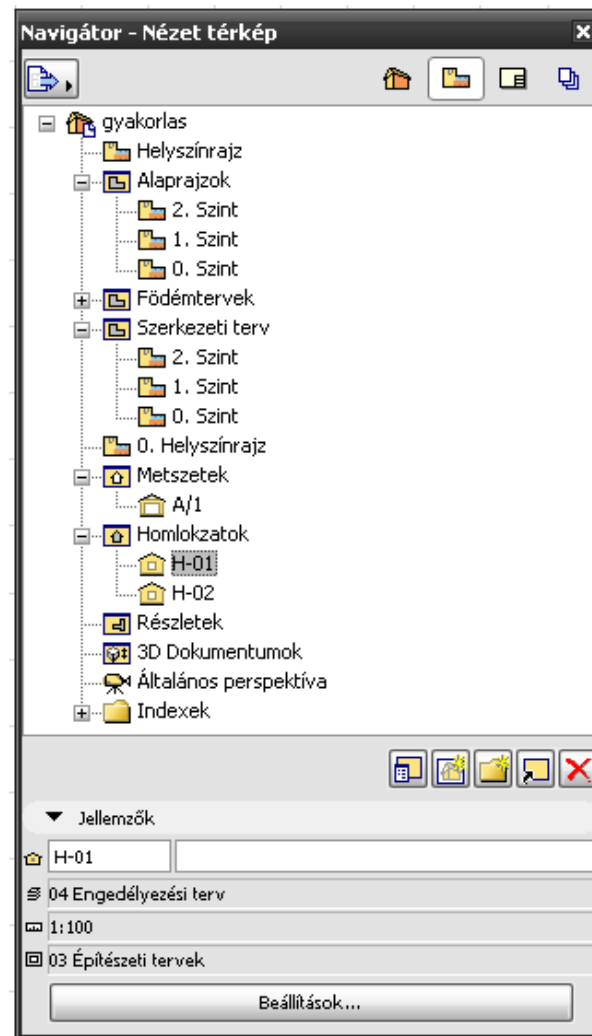 Navigátor - Nézet térkép
gyakorlas
Helyszínrajz
Alaprajzok
2. Szint
1. Szint
0. Szint
Födémtervek
Szerkezeti terv
2. Szint
1. Szint
0. Szint
0. Helyszínrajz
Metszetek
A/1
Homlokzatok
H-01
H-02
Részletek
3D Dokumentumok
Általános perspektíva
Indexek
Jellemzők
H-01
04 Engedélyezési terv
1:100
03 Építészeti tervek
Beállítások...